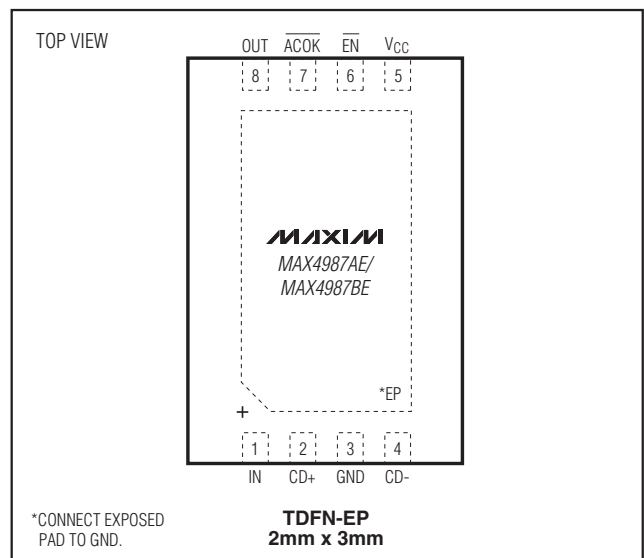 TOP VIEW
OUT ACOK EN VCC
8 7 6 5
MAXIM
MAX4987AE/
MAX4987BE
*EP
+
1 2 3 4
IN CD+ GND CD-
*CONNECT EXPOSED
PAD TO GND.
TDFN-EP
2mm x 3mm